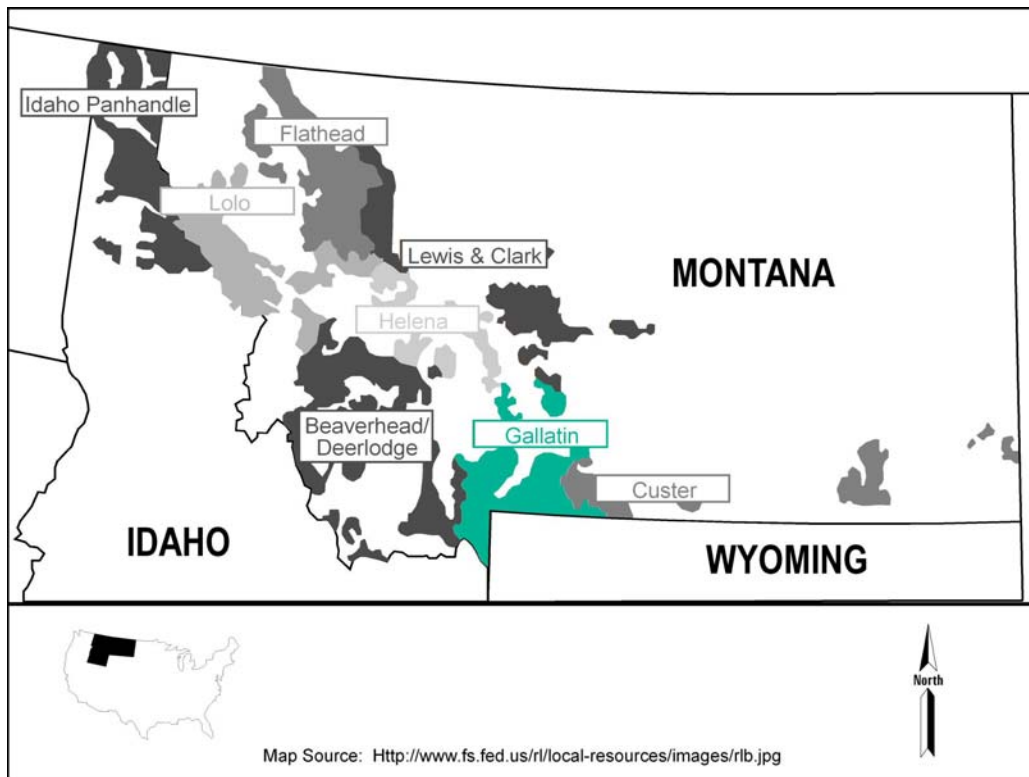 Idaho Panhandle
Flathead
Lolo
Lewis & Clark
MONTANA
Helena
Beaverhead/
Deerlodge
Gallatin
Custer
IDAHO
WYOMING
North
Map Source: Http://www.fs.fed.us/rl/local-resources/images/rlb.jpg